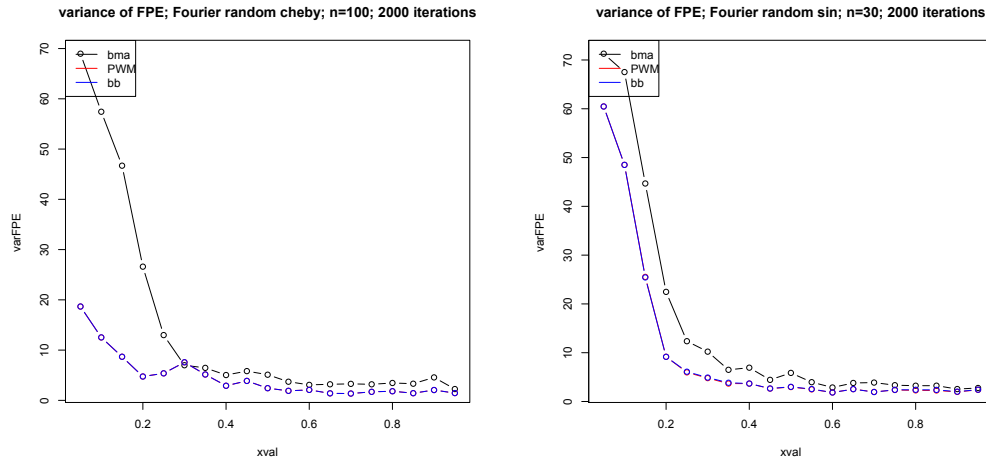 variance of FPE; Fourier random cheby; n=100; 2000 iterations
bma
PWM
bb
70
60
50
40
30
20
10
0
varFPE
0.2
0.4
0.6
0.8
xval
variance of FPE; Fourier random sin; n=30; 2000 iterations
bma
PWM
bb
70
60
50
40
30
20
10
0
varFPE
0.2
0.4
0.6
0.8
xval